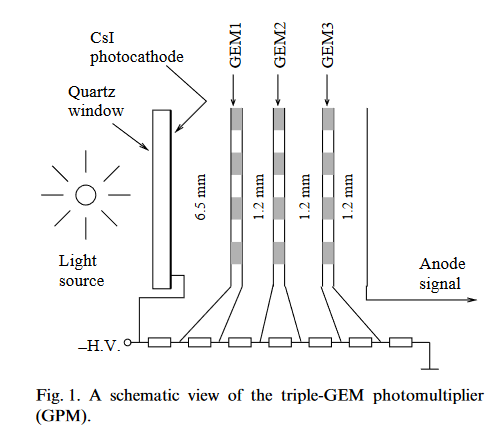 CsI
photocathode
Quartz
window
GEM1
GEM2
GEM3
6.5 mm
1.2 mm
1.2 mm
1.2 mm
Light
source
Anode
signal
–H.V.
Fig. 1. A schematic view of the triple-GEM photomultiplier
(GPM).